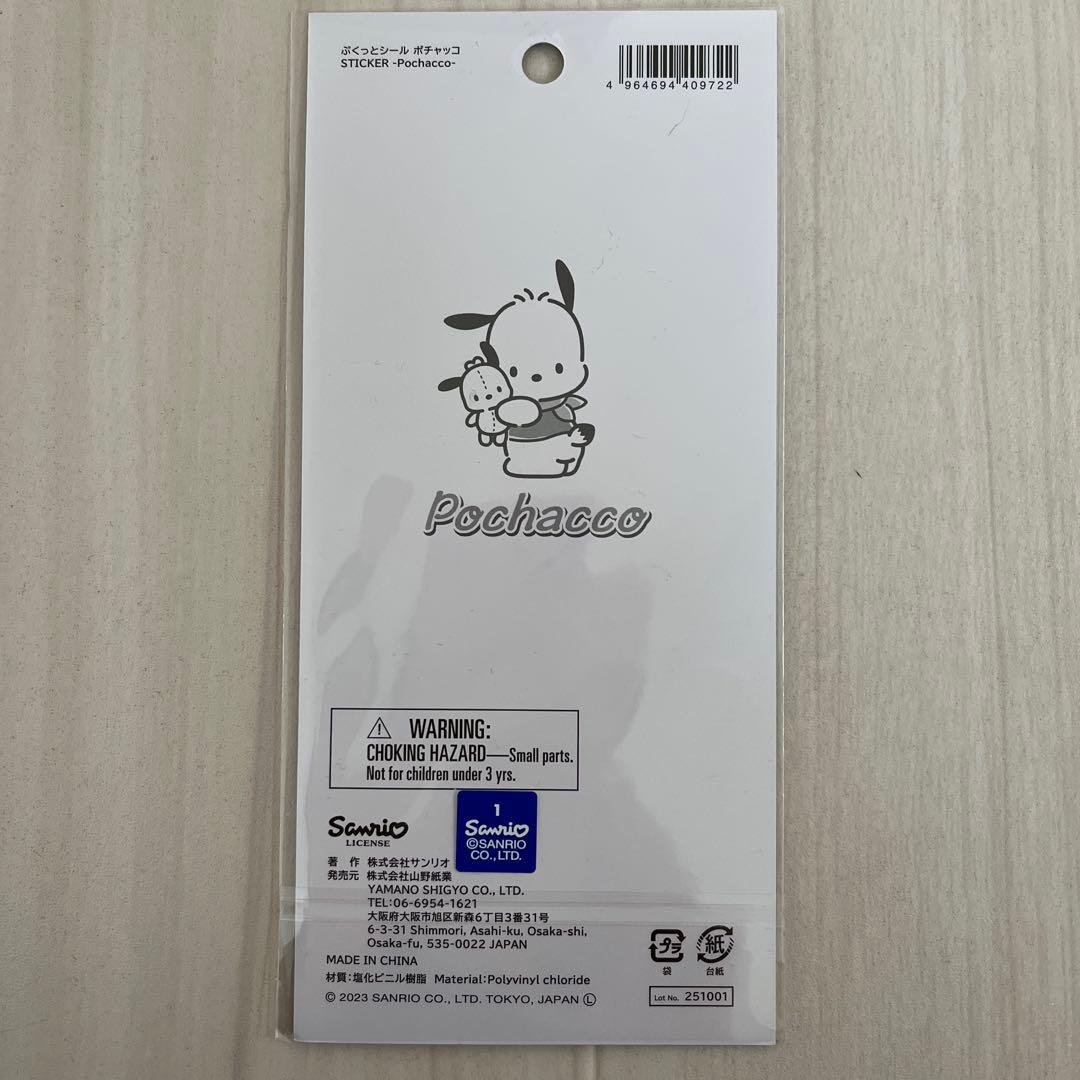 ぷくっとシール ポチャッコ
STICKER -Pochacco-
4 964694 409722
Pochacco
⚠ WARNING:
CHOKING HAZARD—Small parts.
Not for children under 3 yrs.
Sanrio
LICENSE
1
Sanrio
©SANRIO
CO.,LTD.
著 作 株式会社サンリオ
発売元 株式会社山野紙業
YAMANO SHIGYO CO., LTD.
TEL:06-6954-1621
大阪府大阪市旭区新森6丁目3番31号
6-3-31 Shimmori, Asahi-ku, Osaka-shi,
Osaka-fu, 535-0022 JAPAN
MADE IN CHINA
材質:塩化ビニル樹脂 Material:Polyvinyl chloride
© 2023 SANRIO CO., LTD. TOKYO, JAPAN Ⓛ
プラ
袋
紙
台紙
Lot No. 251001